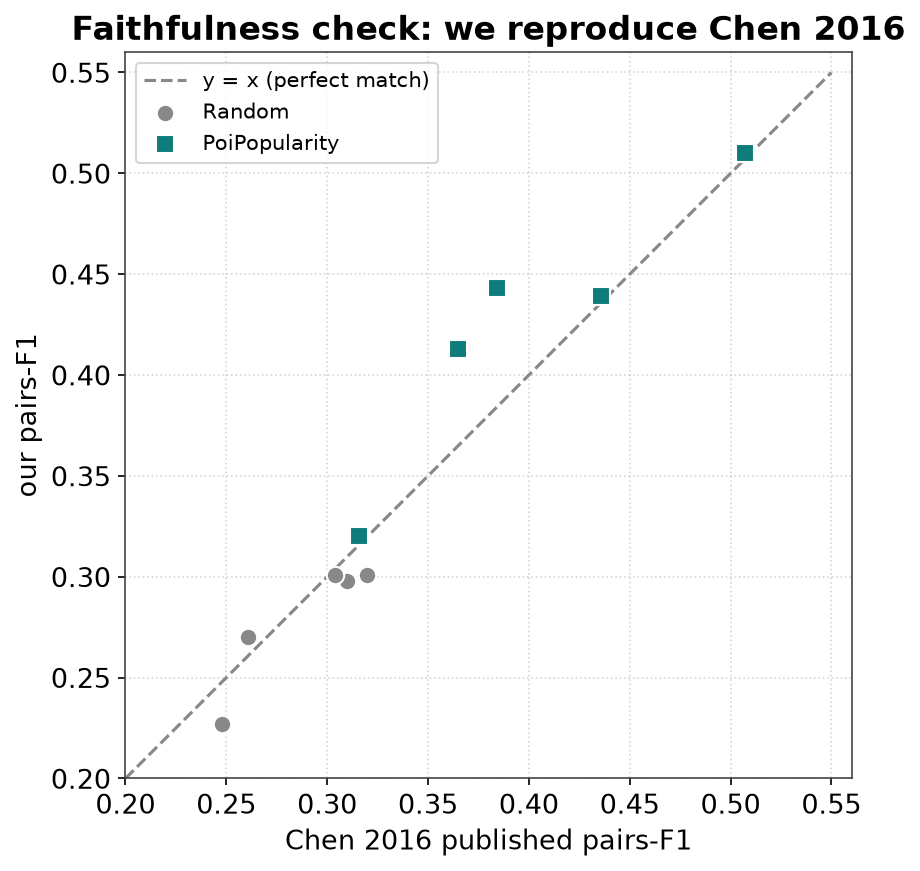 Faithfulness check: we reproduce Chen 2016
y = x (perfect match)
Random
PoiPopularity
our pairs-F1
0.55
0.50
0.45
0.40
0.35
0.30
0.25
0.20
0.20 0.25 0.30 0.35 0.40 0.45 0.50 0.55
Chen 2016 published pairs-F1